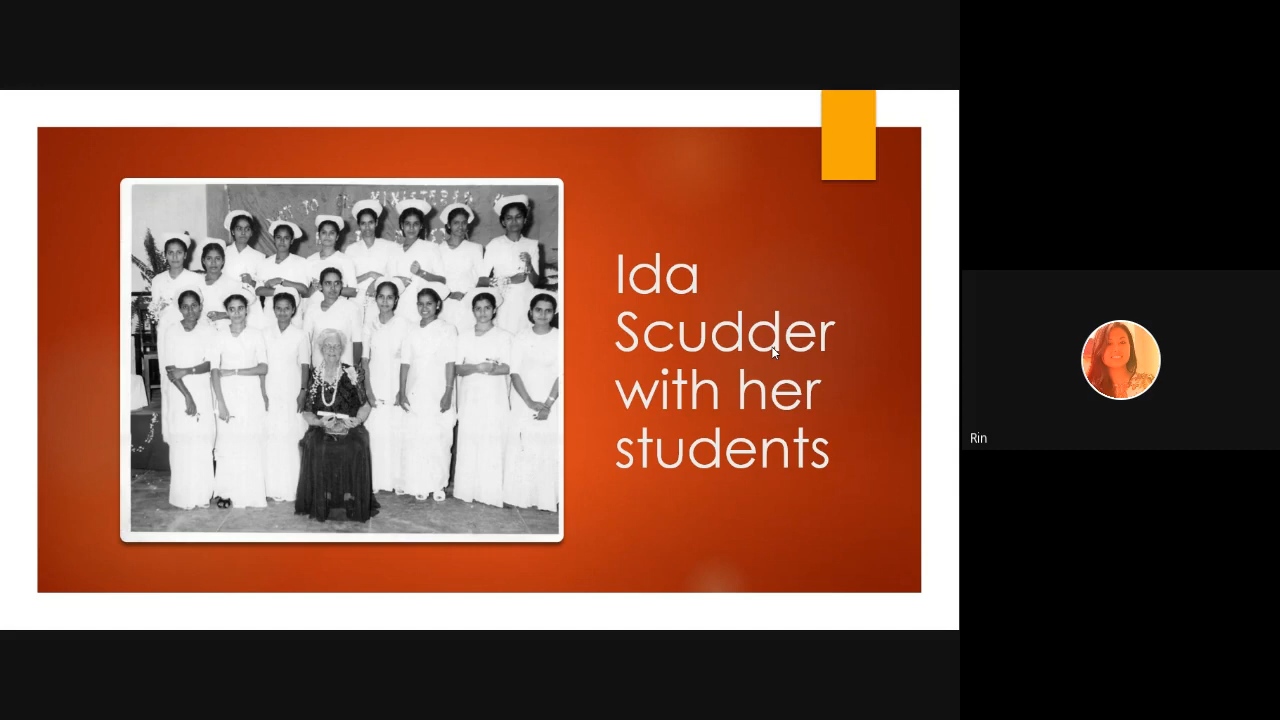 Ida
Scudder
with her
students
Rin